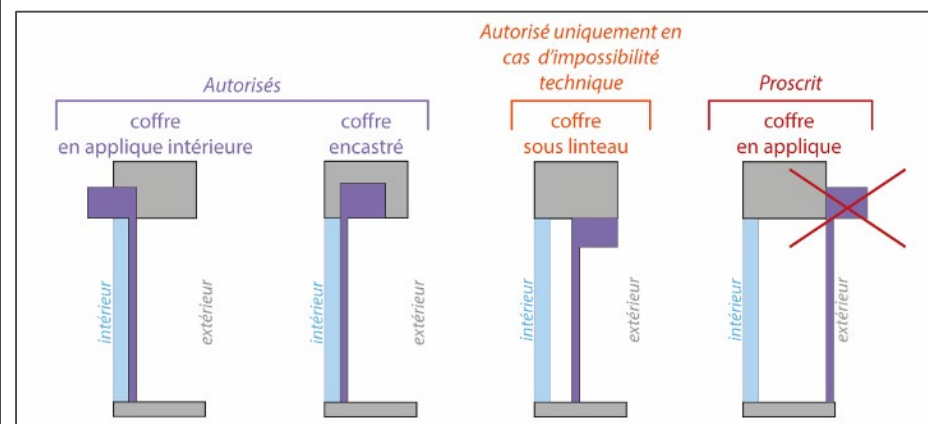 Autorisés
coffre
en applique intérieure
coffre
encastré
Autorisé uniquement en
cas d'impossibilité
technique
coffre
sous linteau
Proscrit
coffre
en applique
intérieur
extérieur
intérieur
extérieur
intérieur
extérieur
intérieur
extérieur